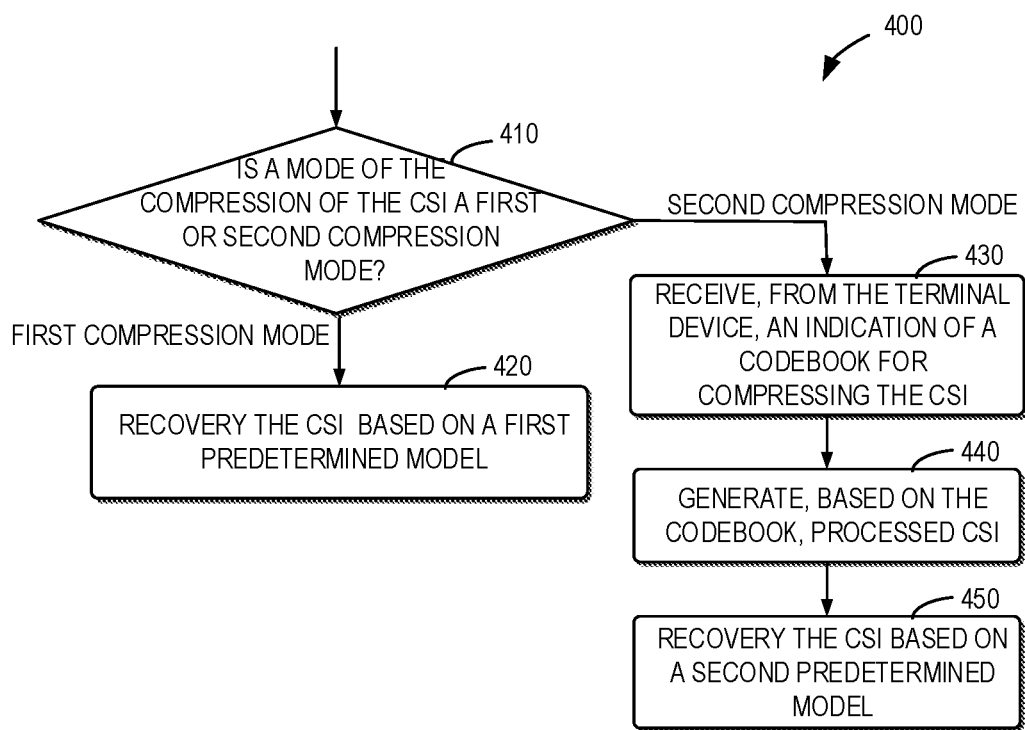 400
410
IS A MODE OF THE
COMPRESSION OF THE CSI A FIRST
OR SECOND COMPRESSION
MODE?
SECOND COMPRESSION MODE
FIRST COMPRESSION MODE
420
RECOVERY THE CSI BASED ON A FIRST
PREDETERMINED MODEL
430
RECEIVE, FROM THE TERMINAL
DEVICE, AN INDICATION OF A
CODEBOOK FOR
COMPRESSING THE CSI
440
GENERATE, BASED ON THE
CODEBOOK, PROCESSED CSI
450
RECOVERY THE CSI BASED ON
A SECOND PREDETERMINED
MODEL